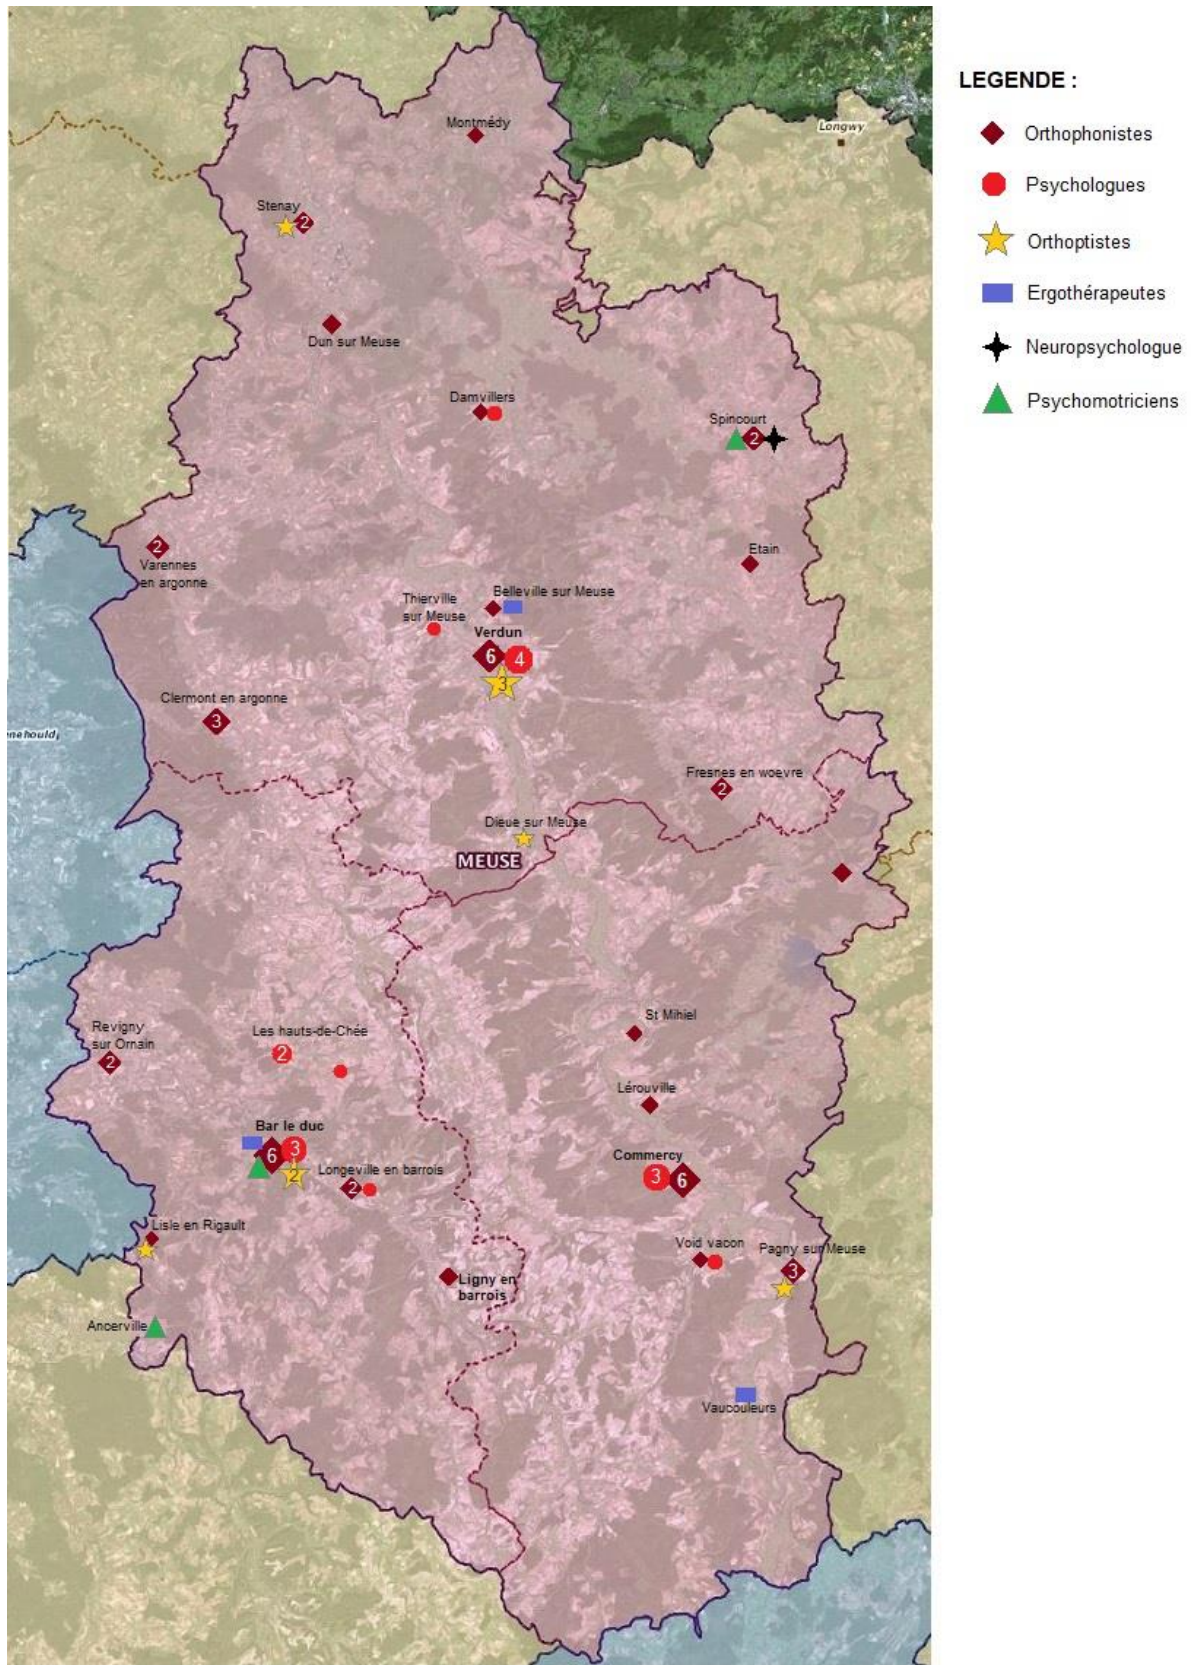 LEGENDE :
Orthophonistes
Psychologues
Orthoptistes
Ergothérapeutes
Neuropsychologue
Psychomotriciens
Montmédy
Longwy
Stenay
2
Dun sur Meuse
Damvillers
Spincourt
2
2
Varennes
en argonne
Etain
Belleville sur Meuse
Thierville
sur Meuse
Verdun
6
4
3
Clermont en argonne
3
enehould
Fresnes en woevre
2
Dieue sur Meuse
MEUSE
St Mihiel
Revigny
sur Ornain
2
Les hauts-de-Chée
2
Lérouville
Bar le duc
6
3
2
Longeville en barrois
2
Commercy
3
6
Lisle en Rigault
Void vacon
Pagny sur Meuse
3
Ligny en
barrois
Ancerville
Vaucouleurs